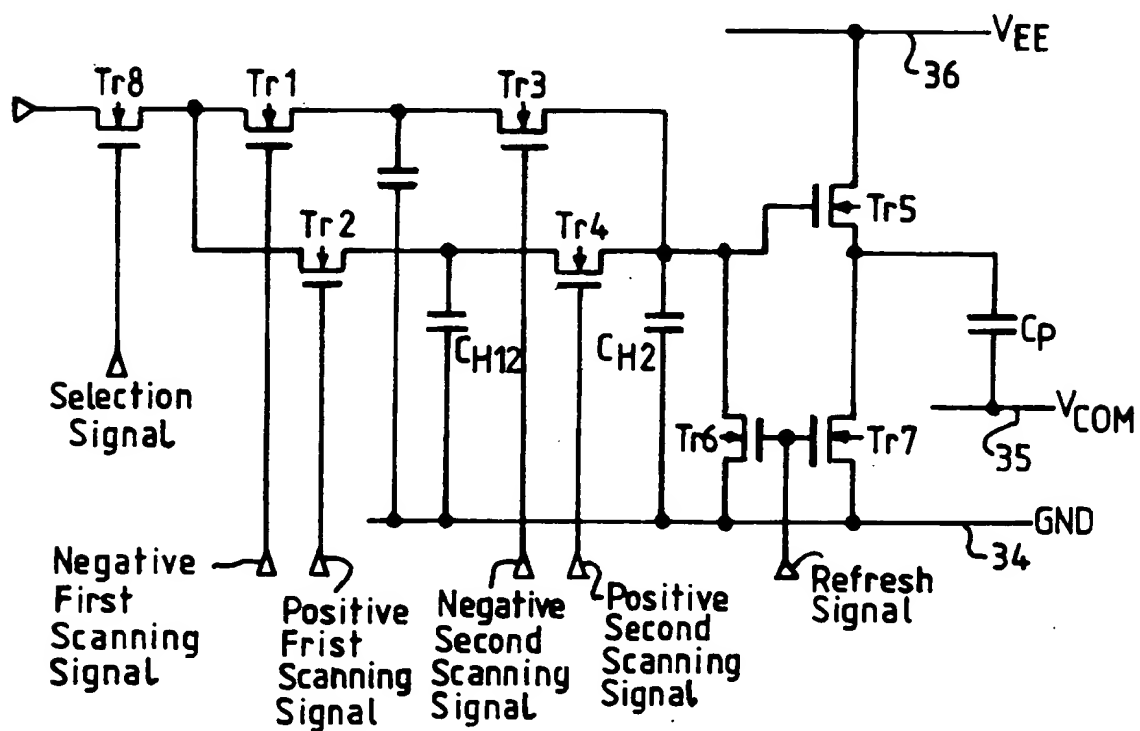 VEE
36
Tr8
Tr1
Tr3
Tr5
Tr2
Tr4
CH12
CH2
Cp
VCOM
35
Selection
Signal
Tr6
Tr7
GND
34
Negative
First
Scanning
Signal
Positive
Frist
Scanning
Signal
Negative
Second
Scanning
Signal
Positive
Second
Scanning
Signal
Refresh
Signal